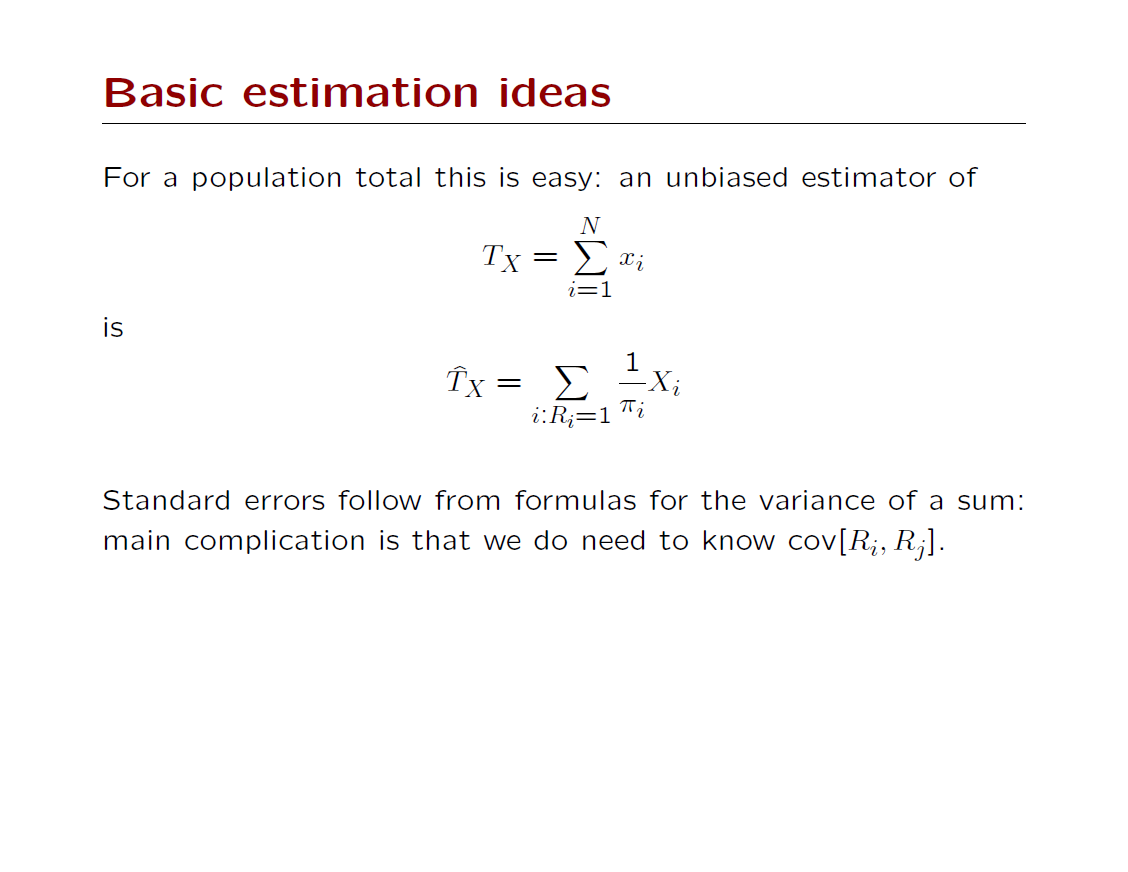 Basic estimation ideas
For a population total this is easy: an unbiased estimator of
$T_X = \sum_{i=1}^{N} x_i$
is
$\hat{T}_X = \sum_{i:R_i=1} \frac{1}{\pi_i} X_i$
Standard errors follow from formulas for the variance of a sum:
main complication is that we do need to know cov[$R_i, R_j$].